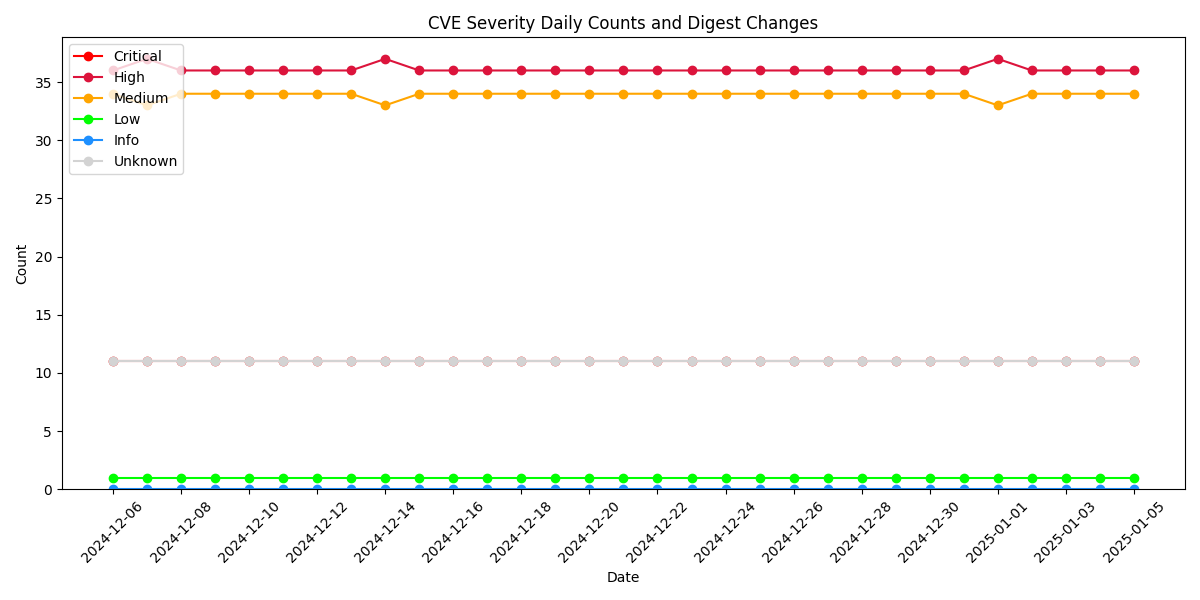 CVE Severity Daily Counts and Digest Changes
Critical
High
Medium
Low
Info
Unknown
Count
35
30
25
20
15
10
5
0
2024-12-06
2024-12-08
2024-12-10
2024-12-12
2024-12-14
2024-12-16
2024-12-18
2024-12-20
2024-12-22
2024-12-24
2024-12-26
2024-12-28
2024-12-30
2025-01-01
2025-01-03
2025-01-05
Date